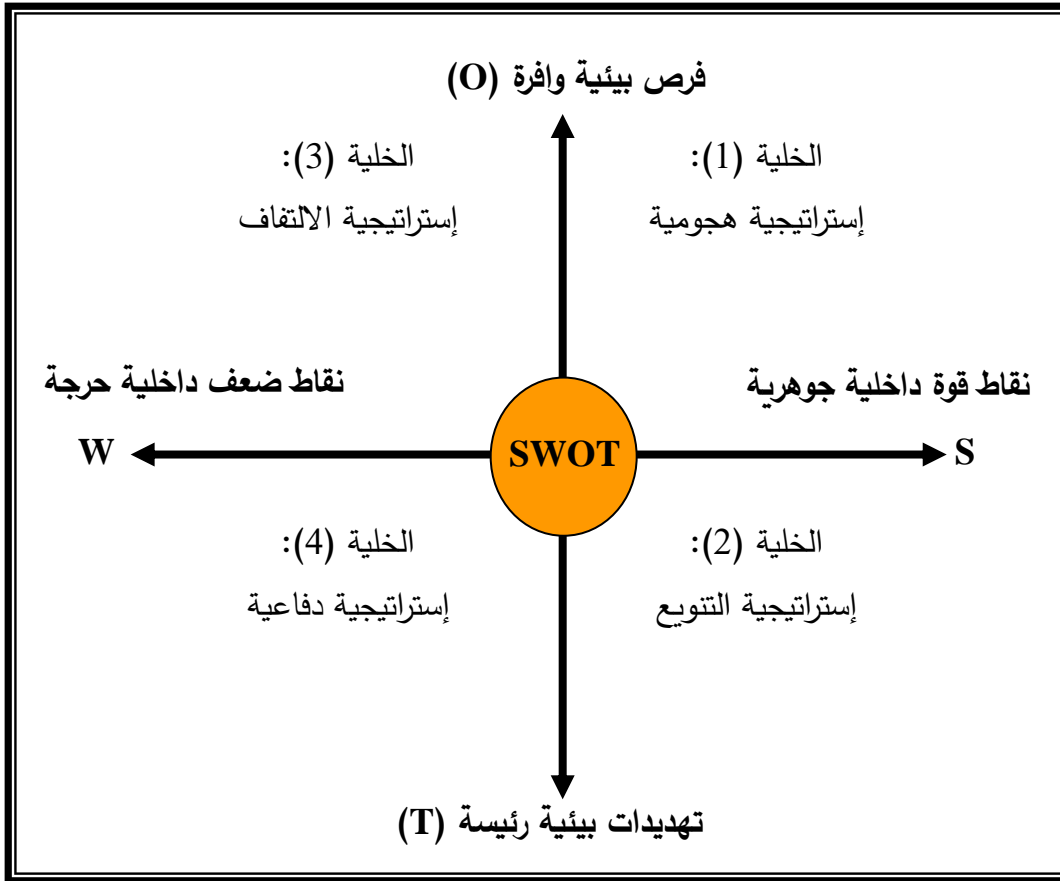 فرص بيئية وافرة (O)
الخلية (1):
إستراتيجية هجومية
الخلية (3):
إستراتيجية الالتفاف
نقاط قوة داخلية جوهرية
S
SWOT
نقاط ضعف داخلية حرجة
W
الخلية (2):
إستراتيجية التنويع
الخلية (4):
إستراتيجية دفاعية
تهديدات بيئية رئيسة (T)